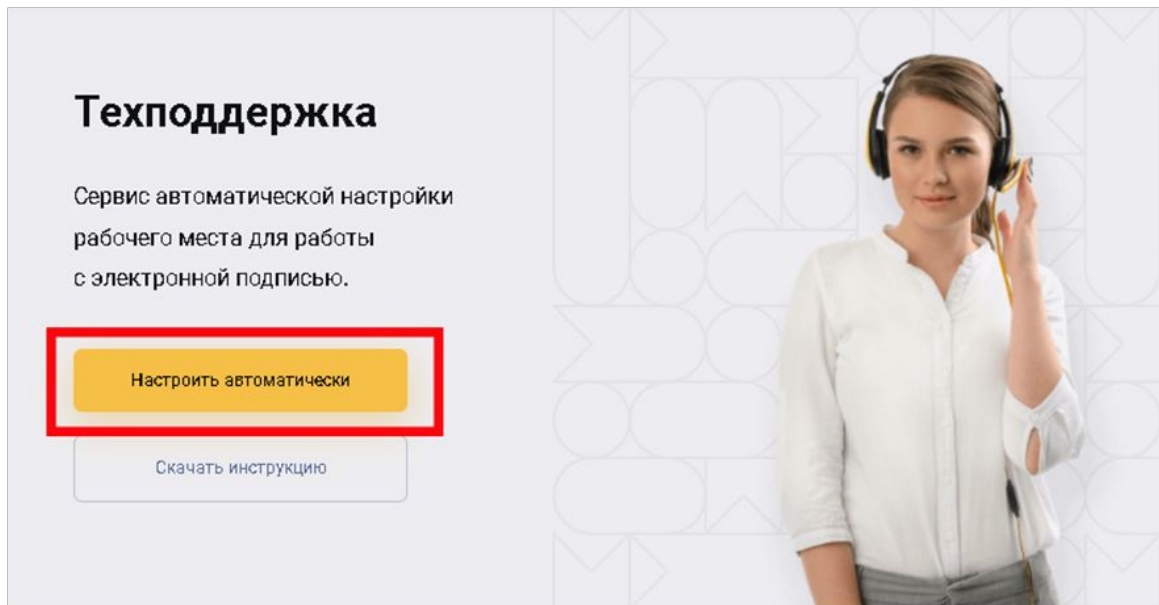 Техподдержка
Сервис автоматической настройки
рабочего места для работы
с электронной подписью.
Настроить автоматически
Скачать инструкцию